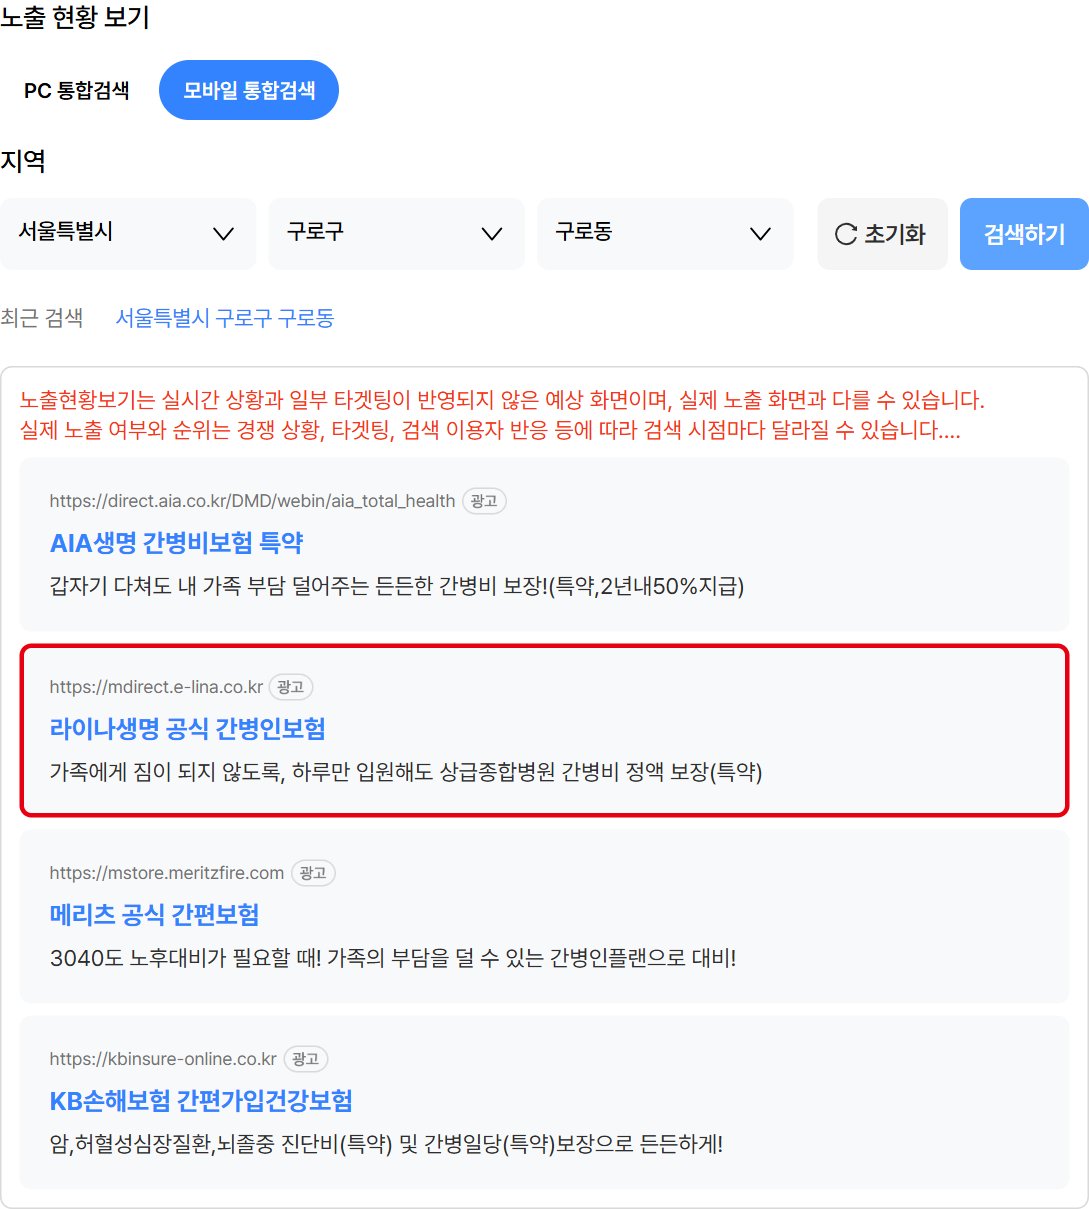 노출 현황 보기
PC 통합검색 모바일 통합검색
지역
서울특별시 구로구 구로동 초기화 검색하기
최근 검색 서울특별시 구로구 구로동
노출현황보기는 실시간 상황과 일부 타겟팅이 반영되지 않은 예상 화면이며, 실제 노출 화면과 다를 수 있습니다.
실제 노출 여부와 순위는 경쟁 상황, 타겟팅, 검색 이용자 반응 등에 따라 검색 시점마다 달라질 수 있습니다....
https://direct.aia.co.kr/DMD/webin/aia_total_health 광고
AIA생명 간병비보험 특약
갑자기 다쳐도 내 가족 부담 덜어주는 든든한 간병비 보장!(특약,2년내50%지급)
https://mdirect.e-lina.co.kr 광고
라이나생명 공식 간병인보험
가족에게 짐이 되지 않도록, 하루만 입원해도 상급종합병원 간병비 정액 보장(특약)
https://mstore.meritzfire.com 광고
메리츠 공식 간편보험
3040도 노후대비가 필요할 때! 가족의 부담을 덜 수 있는 간병인플랜으로 대비!
https://kbinsure-online.co.kr 광고
KB손해보험 간편가입건강보험
암,허혈성심장질환,뇌졸중 진단비(특약) 및 간병일당(특약)보장으로 든든하게!